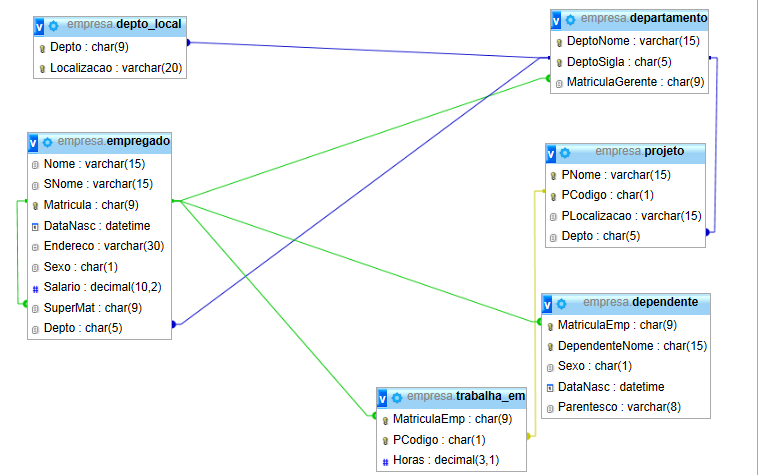 empresa.depto_local
Depto : char(9)
Localizacao : varchar(20)
empresa.departamento
DeptoNome : varchar(15)
DeptoSigla : char(5)
MatriculaGerente : char(9)
empresa.empregado
Nome : varchar(15)
SNome : varchar(15)
Matricula : char(9)
DataNasc : datetime
Endereco : varchar(30)
Sexo : char(1)
# Salario : decimal(10,2)
SuperMat : char(9)
Depto : char(5)
empresa.projeto
PNome : varchar(15)
PCodigo : char(1)
PLocalizacao : varchar(15)
Depto : char(5)
empresa.dependente
MatriculaEmp : char(9)
DependenteNome : char(15)
Sexo : char(1)
DataNasc : datetime
Parentesco : varchar(8)
empresa.trabalha_em
MatriculaEmp : char(9)
PCodigo : char(1)
# Horas : decimal(3,1)